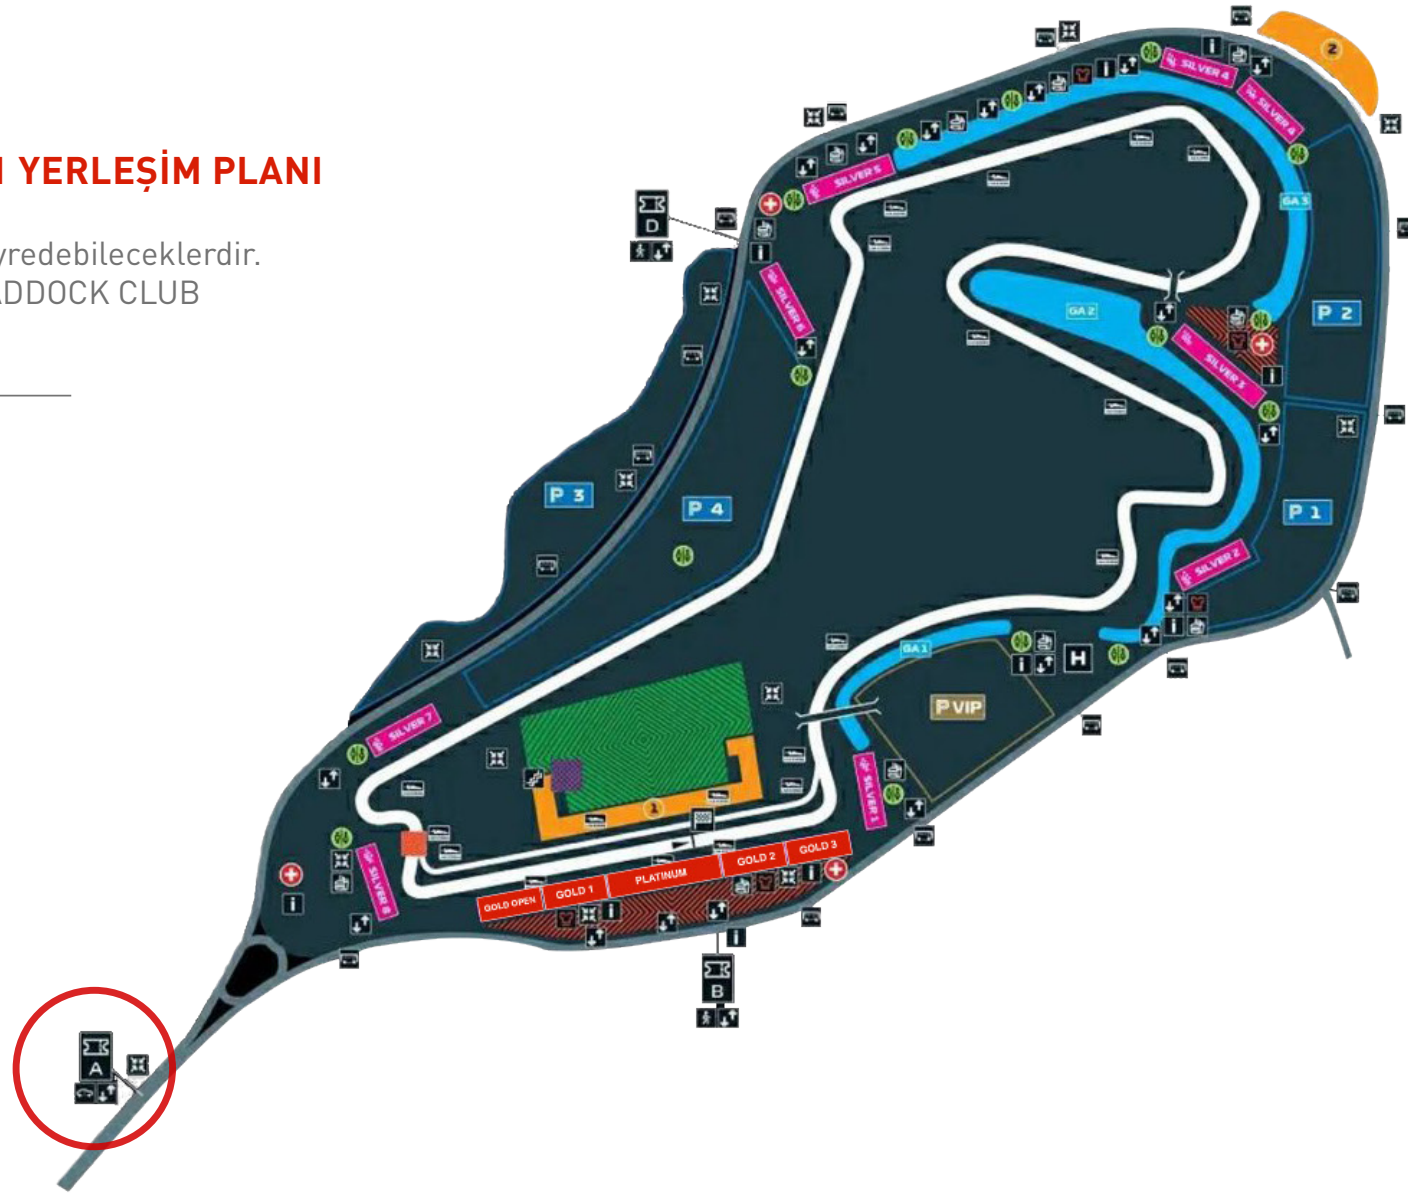 YERLEŞİM PLANI
yredebileceklerdir.
ADDOCK CLUB
2
SILVER 4
SILVER 4
SILVER 5
GA 3
D
SILVER 6
GA 2
P 2
SILVER 3
P 3
P 4
P 1
SILVER 2
GA 1
H
P VIP
SILVER 7
1
SILVER 1
SILVER 8
GOLD OPEN
GOLD 1
PLATINUM
GOLD 2
GOLD 3
B
A